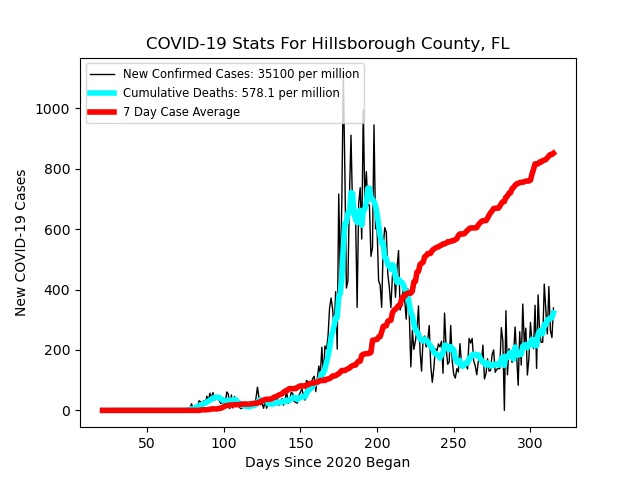 COVID-19 Stats For Hillsborough County, FL
New Confirmed Cases: 35100 per million
Cumulative Deaths: 578.1 per million
7 Day Case Average
New COVID-19 Cases
1000
800
600
400
200
0
50 100 150 200 250 300
Days Since 2020 Began